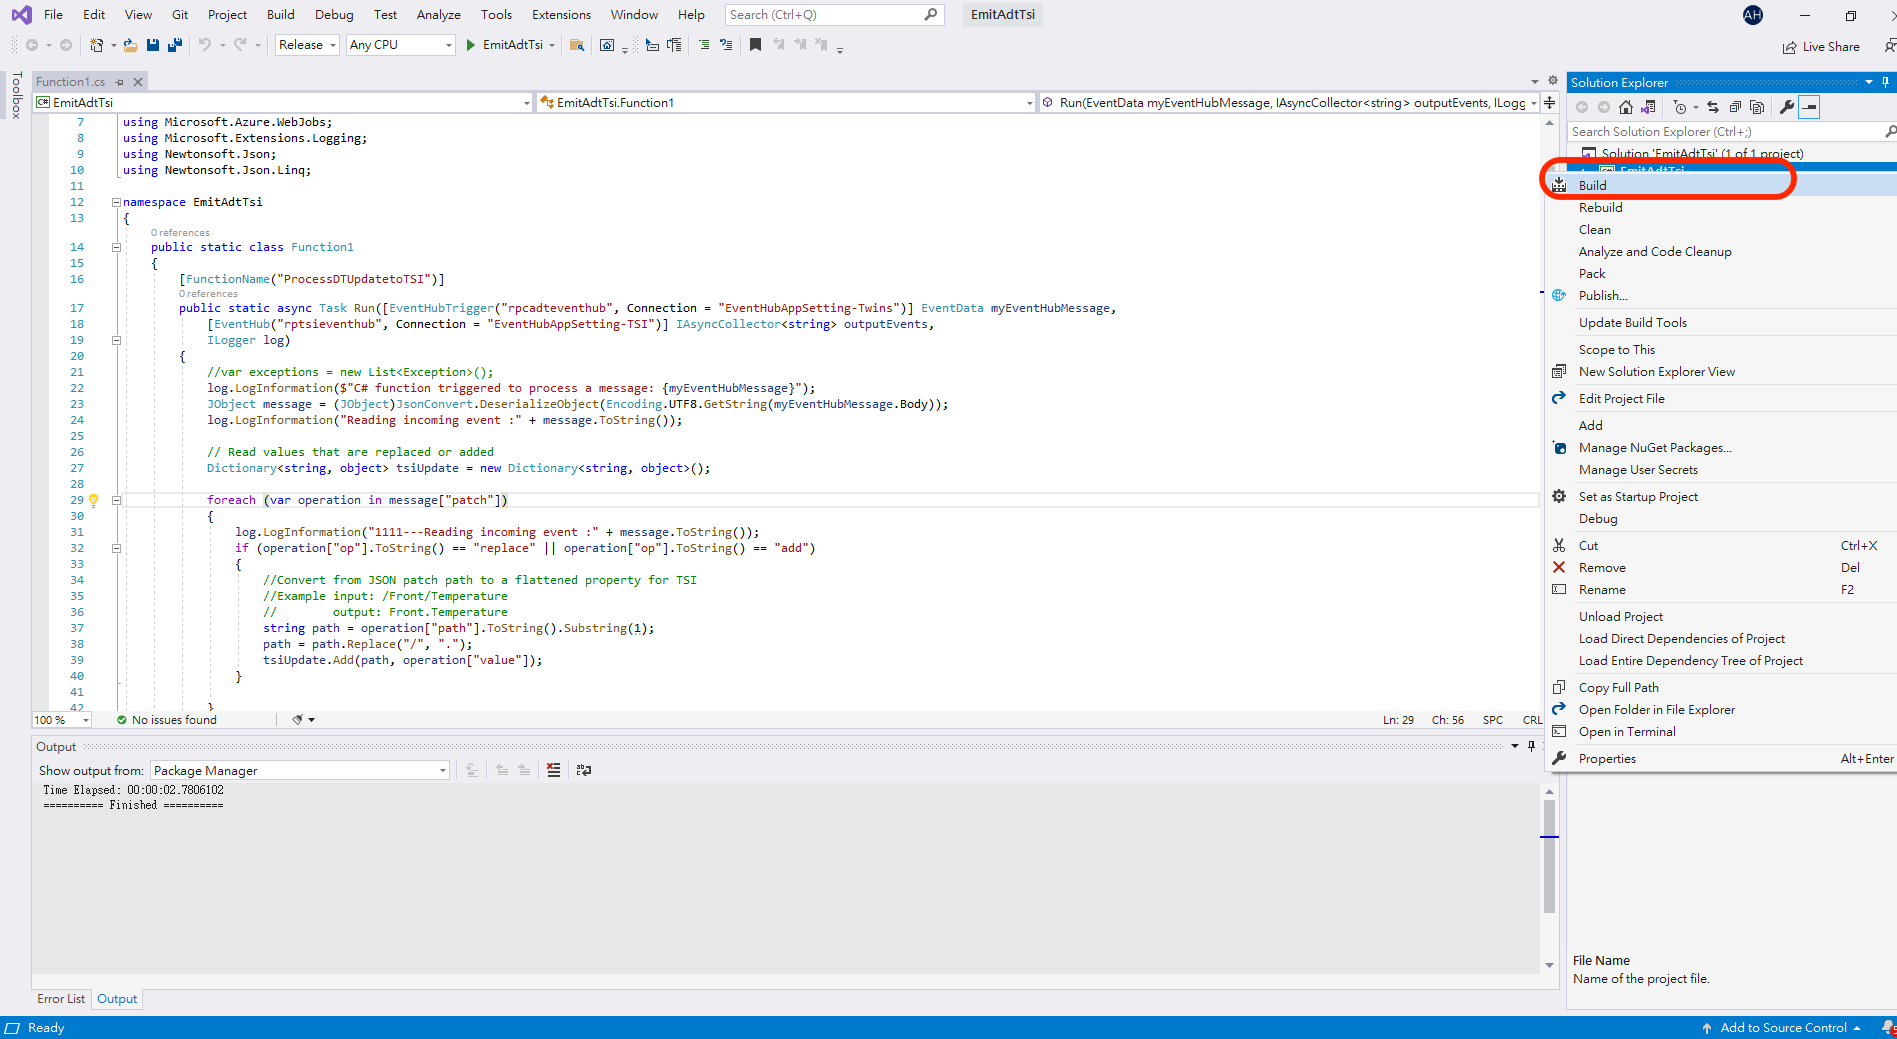 File Edit View Git Project Build Debug Test Analyze Tools Extensions Window Help Search (Ctrl+Q) EmitAdtTsi AH
Release Any CPU EmitAdtTsi Live Share
Toolbox
Function1.cs
EmitAdtTsi EmitAdtTsi.Function1 Run(EventData myEventHubMessage, IAsyncCollector<string> outputEvents, ILogg
7 using Microsoft.Azure.WebJobs;
8 using Microsoft.Extensions.Logging;
9 using Newtonsoft.Json;
10 using Newtonsoft.Json.Linq;
11
12 namespace EmitAdtTsi
13 {
0 references
14 public static class Function1
15 {
16 [FunctionName("ProcessDTUpdatetoTSI")]
0 references
17 public static async Task Run([EventHubTrigger("rpcadteventhub", Connection = "EventHubAppSetting-Twins")] EventData myEventHubMessage,
18 [EventHub("rptsieventhub", Connection = "EventHubAppSetting-TSI")] IAsyncCollector<string> outputEvents,
19 ILogger log)
20 {
21 //var exceptions = new List<Exception>();
22 log.LogInformation($"C# function triggered to process a message: {myEventHubMessage}");
23 JObject message = (JObject)JsonConvert.DeserializeObject(Encoding.UTF8.GetString(myEventHubMessage.Body));
24 log.LogInformation("Reading incoming event :" + message.ToString());
25
26 // Read values that are replaced or added
27 Dictionary<string, object> tsiUpdate = new Dictionary<string, object>();
28
29 foreach (var operation in message["patch"])
30 {
31 log.LogInformation("1111---Reading incoming event :" + message.ToString());
32 if (operation["op"].ToString() == "replace" || operation["op"].ToString() == "add")
33 {
34 //Convert from JSON patch path to a flattened property for TSI
35 //Example input: /Front/Temperature
36 // output: Front.Temperature
37 string path = operation["path"].ToString().Substring(1);
38 path = path.Replace("/", ".");
39 tsiUpdate.Add(path, operation["value"]);
40 }
41
42 }
100 % No issues found Ln: 29 Ch: 56 SPC CRL
Output
Show output from: Package Manager
Time Elapsed: 00:00:02.7806102
========== Finished ==========
Error List Output
Ready Add to Source Control
Solution Explorer
Search Solution Explorer (Ctrl+;)
Solution 'EmitAdtTsi' (1 of 1 project)
EmitAdtTsi
Build
Rebuild
Clean
Analyze and Code Cleanup
Pack
Publish...
Update Build Tools
Scope to This
New Solution Explorer View
Edit Project File
Add
Manage NuGet Packages...
Manage User Secrets
Set as Startup Project
Debug
Cut Ctrl+X
Remove Del
Rename F2
Unload Project
Load Direct Dependencies of Project
Load Entire Dependency Tree of Project
Copy Full Path
Open Folder in File Explorer
Open in Terminal
Properties Alt+Enter
File Name
Name of the project file.